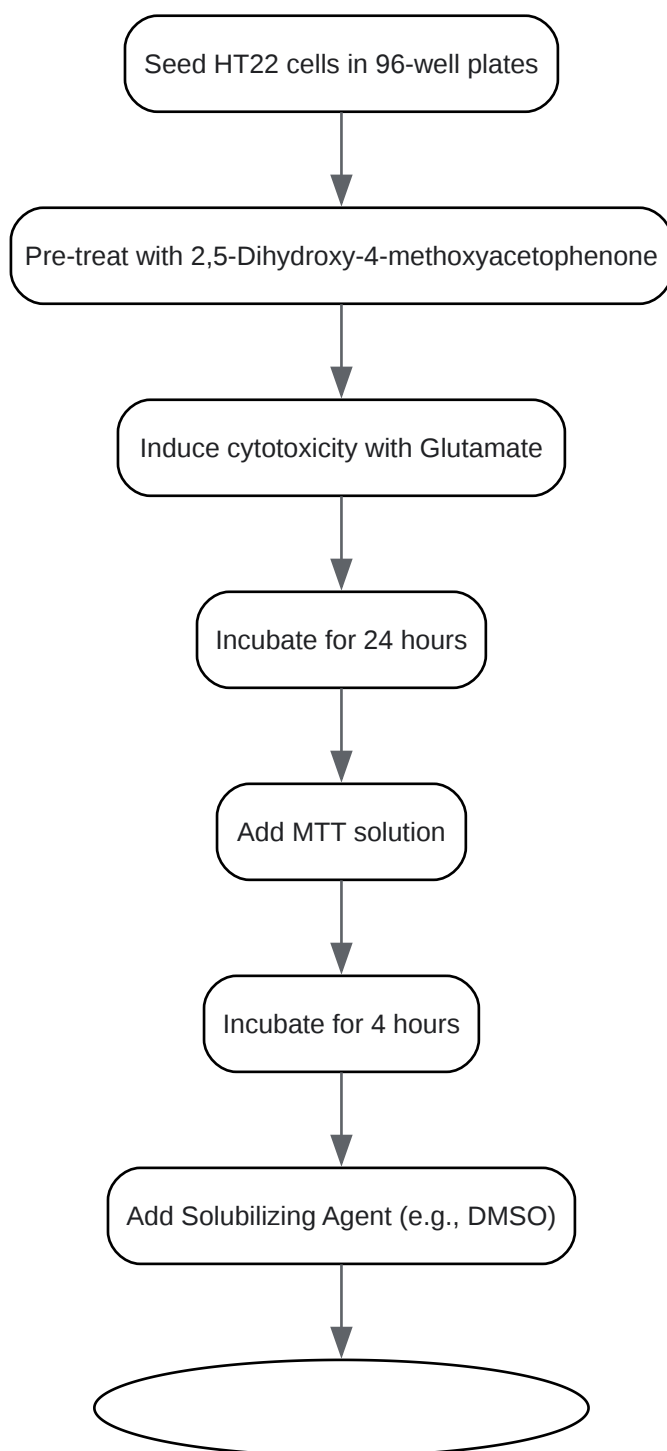 Seed HT22 cells in 96-well plates
Pre-treat with 2,5-Dihydroxy-4-methoxyacetophenone
Induce cytotoxicity with Glutamate
Incubate for 24 hours
Add MTT solution
Incubate for 4 hours
Add Solubilizing Agent (e.g., DMSO)